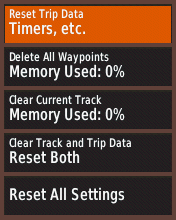 Reset Trip Data
Timers, etc.
Delete All Waypoints
Memory Used: 0%
Clear Current Track
Memory Used: 0%
Clear Track and Trip Data
Reset Both
Reset All Settings